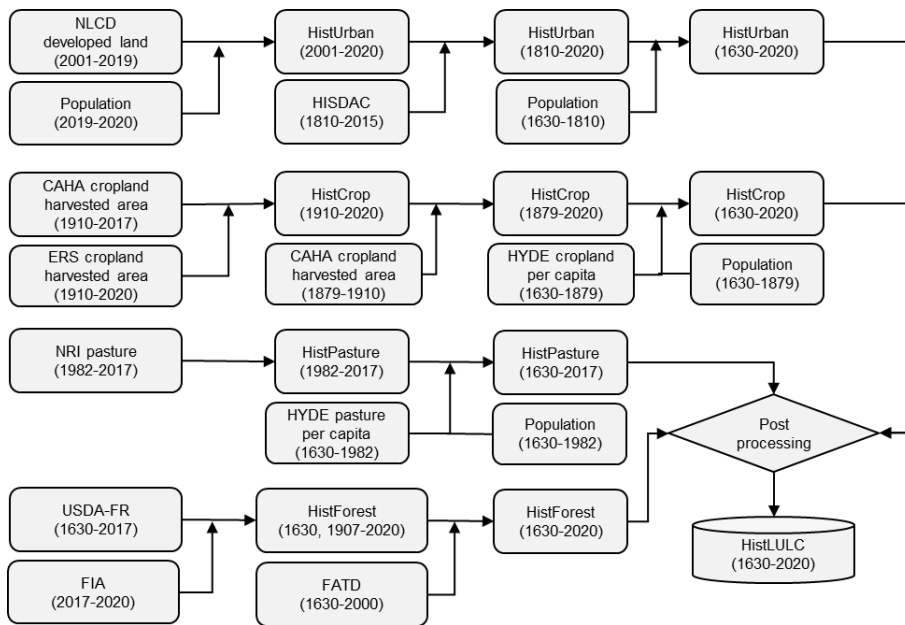 NLCD
developed land
(2001-2019)
HistUrban
(2001-2020)
HistUrban
(1810-2020)
HistUrban
(1630-2020)
Population
(2019-2020)
HISDAC
(1810-2015)
Population
(1630-1810)
CAHA cropland
harvested area
(1910-2017)
HistCrop
(1910-2020)
HistCrop
(1879-2020)
HistCrop
(1630-2020)
ERS cropland
harvested area
(1910-2020)
CAHA cropland
harvested area
(1879-1910)
HYDE cropland
per capita
(1630-1879)
Population
(1630-1879)
NRI pasture
(1982-2017)
HistPasture
(1982-2017)
HistPasture
(1630-2017)
HYDE pasture
per capita
(1630-1982)
Population
(1630-1982)
Post
processing
USDA-FR
(1630-2017)
HistForest
(1630, 1907-2020)
HistForest
(1630-2020)
HistLULC
(1630-2020)
FIA
(2017-2020)
FATD
(1630-2000)